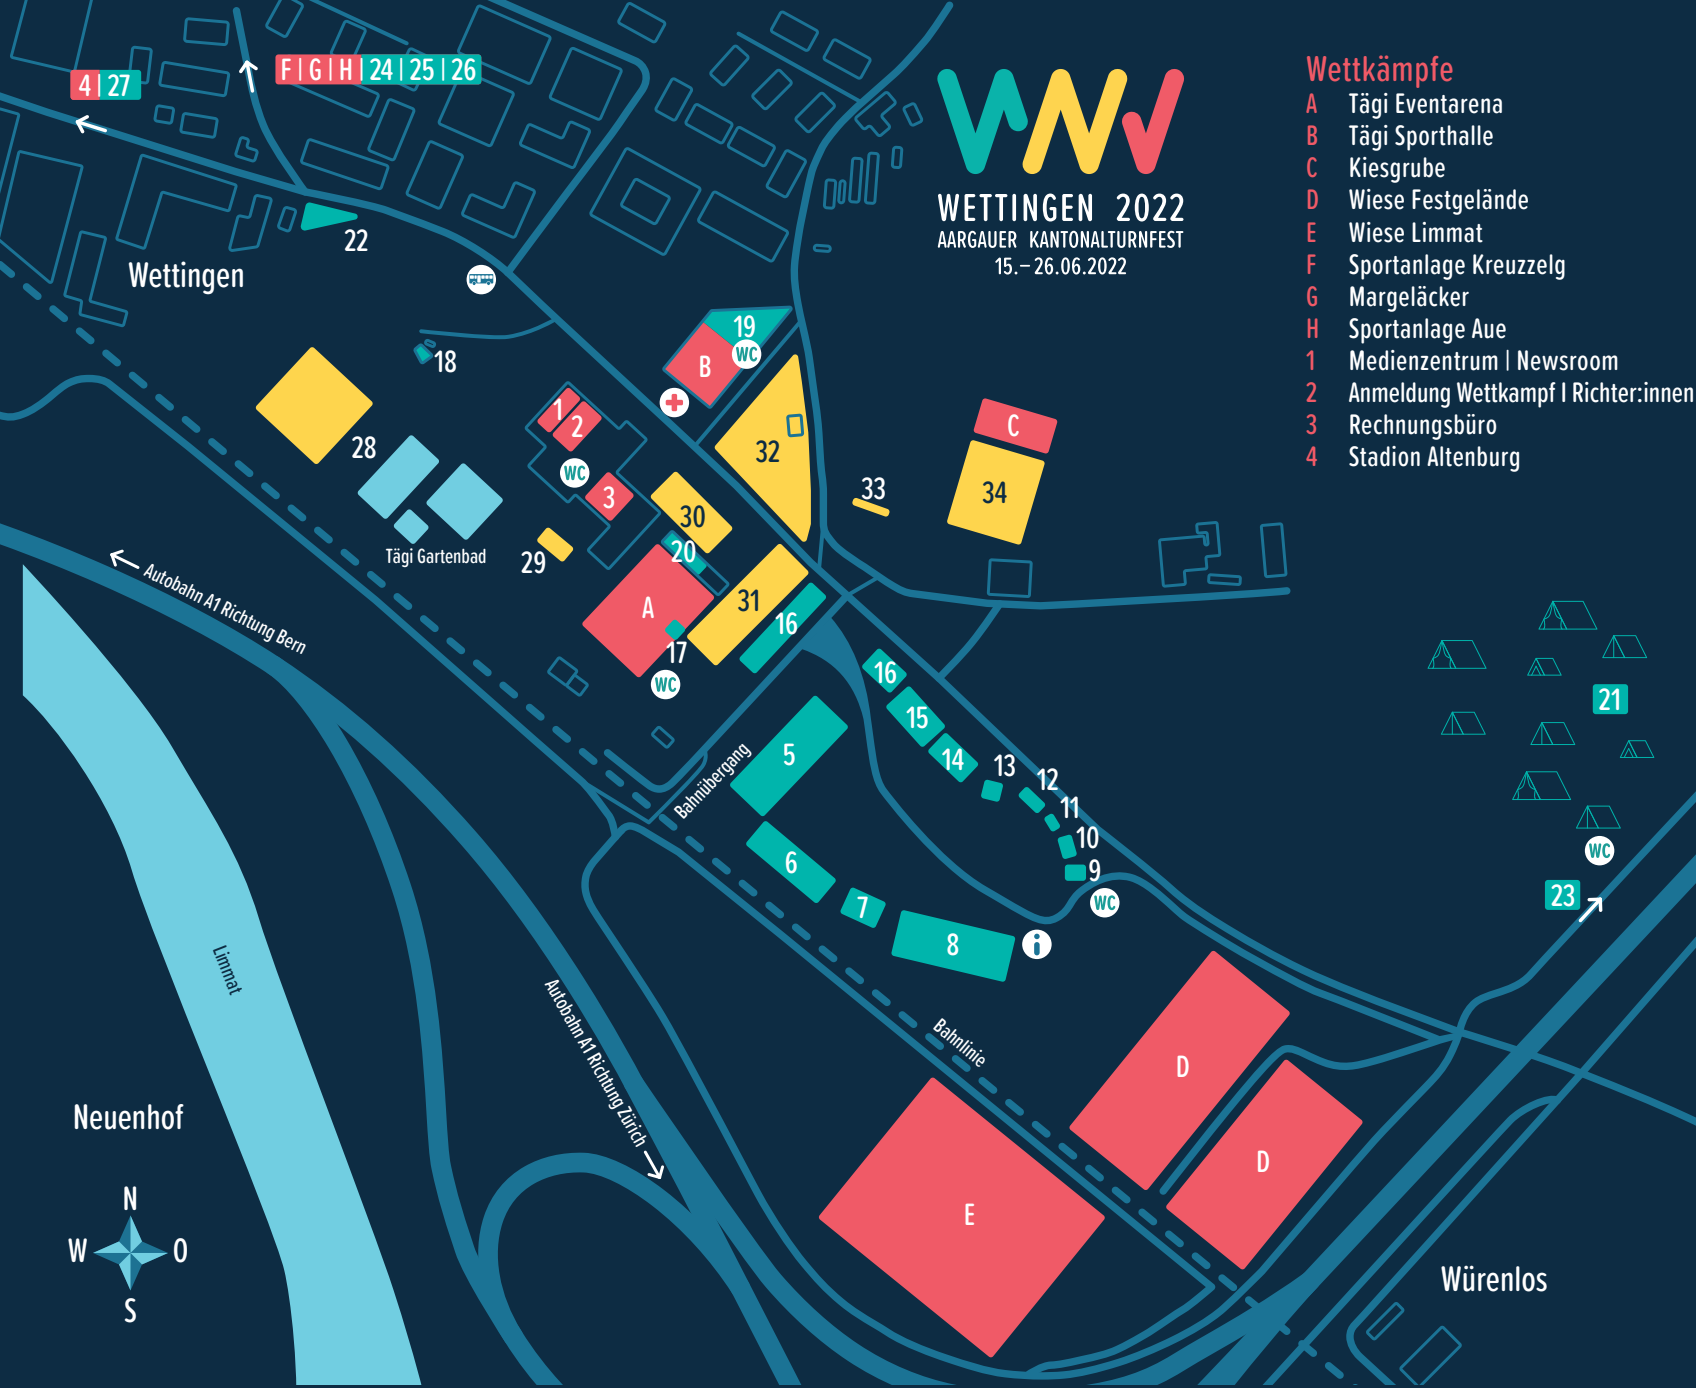 4 | 27
F | G | H | 24 | 25 | 26
WETTINGEN 2022
AARGAUER KANTONALTURNFEST
15.–26.06.2022
Wettkämpfe
A Tägi Eventarena
B Tägi Sporthalle
C Kiesgrube
D Wiese Festgelände
E Wiese Limmat
F Sportanlage Kreuzzelg
G Margeläcker
H Sportanlage Aue
1 Medienzentrum | Newsroom
2 Anmeldung Wettkampf I Richter:innen
3 Rechnungsbüro
4 Stadion Altenburg
22
Wettingen
18
19
WC
B
1
2
WC
3
28
Tägi Gartenbad
29
30
20
32
33
C
34
A
31
16
17
WC
Autobahn A1 Richtung Bern
16
15
14
13
12
11
10
9
WC
5
Bahnübergang
6
7
8
i
21
WC
23
Limmat
Autobahn A1 Richtung Zürich
Bahnlinie
D
D
E
Neuenhof
N
W
O
S
Würenlos